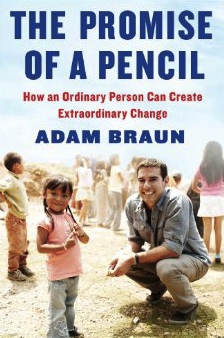 THE PROMISE
OF A PENCIL
How an Ordinary Person Can Create
Extraordinary Change
ADAM BRAUN